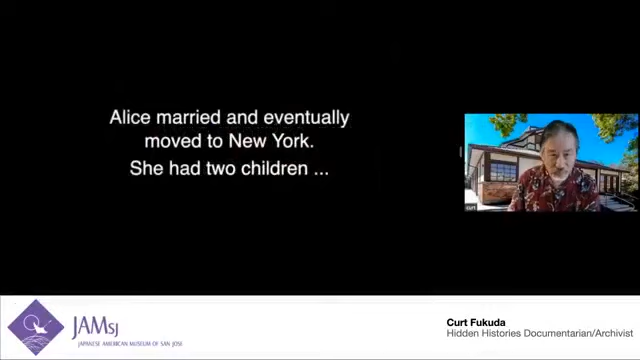 Alice married and eventually
moved to New York.
She had two children ...
curt
JAMSJ
JAPANESE AMERICAN MUSEUM OF SAN JOSE
Curt Fukuda
Hidden Histories Documentarian/Archivist